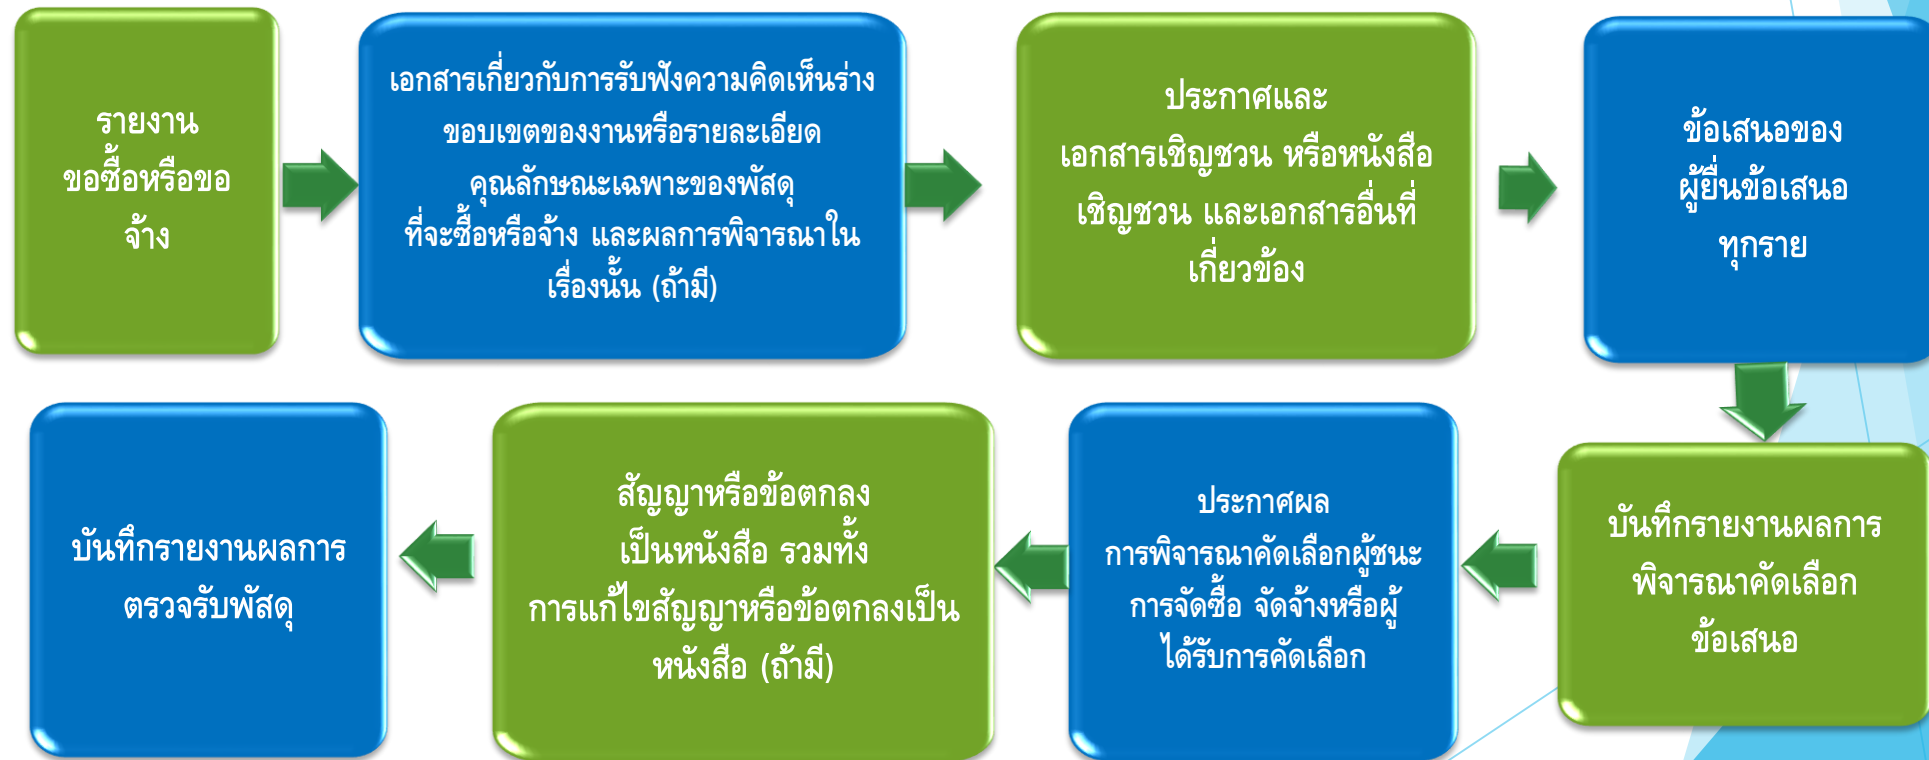 รายงาน
ขอซื้อหรือขอ
จ้าง
เอกสารเกี่ยวกับการรับฟังความคิดเห็นร่าง
ขอบเขตของงานหรือรายละเอียด
คุณลักษณะเฉพาะของพัสดุ
ที่จะซื้อหรือจ้าง และผลการพิจารณาใน
เรื่องนั้น (ถ้ามี)
ประกาศและ
เอกสารเชิญชวน หรือหนังสือ
เชิญชวน และเอกสารอื่นที่
เกี่ยวข้อง
ข้อเสนอของ
ผู้ยื่นข้อเสนอ
ทุกราย
บันทึกรายงานผลการ
พิจารณาคัดเลือก
ข้อเสนอ
ประกาศผล
การพิจารณาคัดเลือกผู้ชนะ
การจัดซื้อ จัดจ้างหรือผู้
ได้รับการคัดเลือก
สัญญาหรือข้อตกลง
เป็นหนังสือ รวมทั้ง
การแก้ไขสัญญาหรือข้อตกลงเป็น
หนังสือ (ถ้ามี)
บันทึกรายงานผลการ
ตรวจรับพัสดุ